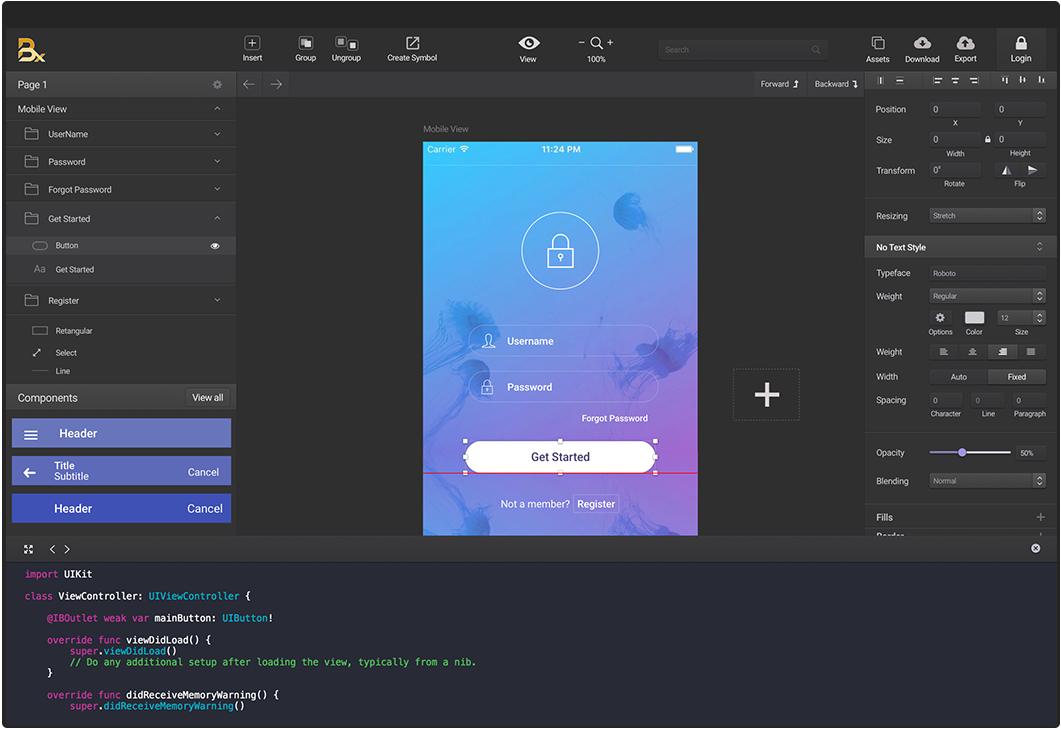 Bx
Insert
Group
Ungroup
Create Symbol
View
100%
Search
Assets
Download
Export
Login
Page 1
Forward
Backward
Mobile View
UserName
Password
Forgot Password
Get Started
Button
Aa Get Started
Register
Retangular
Select
Line
Components
View all
Header
Title
Subtitle
Cancel
Header
Cancel
Mobile View
Carrier
11:24 PM
Username
Password
Forgot Password
Get Started
Not a member? Register
Position 0 0
X Y
Size 0 0
Width Height
Transform 0°
Rotate Flip
Resizing Stretch
No Text Style
Typeface Roboto
Weight Regular
12
Options Color Size
Weight
Width Auto Fixed
Spacing 0 0 0
Character Line Paragraph
Opacity 50%
Blending Normal
Fills
Border
import UIKit
class ViewController: UIViewController {
@IBOutlet weak var mainButton: UIButton!
override func viewDidLoad() {
super.viewDidLoad()
// Do any additional setup after loading the view, typically from a nib.
}
override func didReceiveMemoryWarning() {
super.didReceiveMemoryWarning()